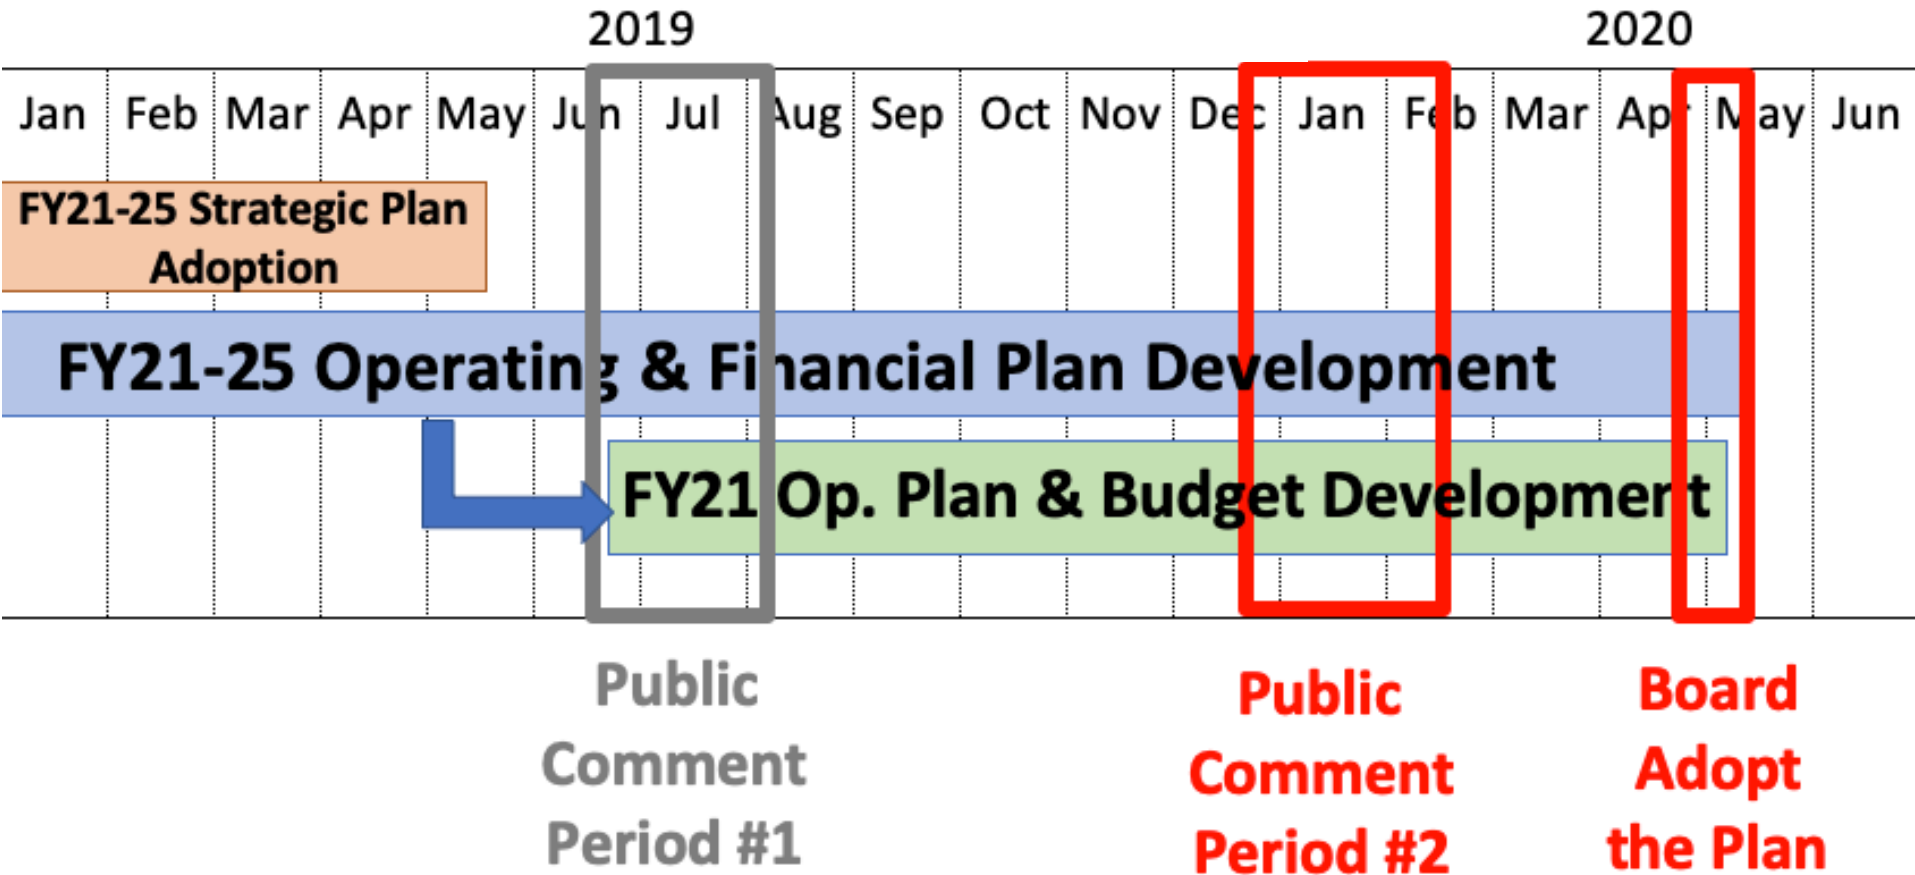 2019 2020
Jan Feb Mar Apr May Jun Jul Aug Sep Oct Nov Dec Jan Feb Mar Apr May Jun
FY21-25 Strategic Plan
Adoption
FY21-25 Operating & Financial Plan Development
FY21 Op. Plan & Budget Development
Public
Comment
Period #1
Public
Comment
Period #2
Board
Adopt
the Plan